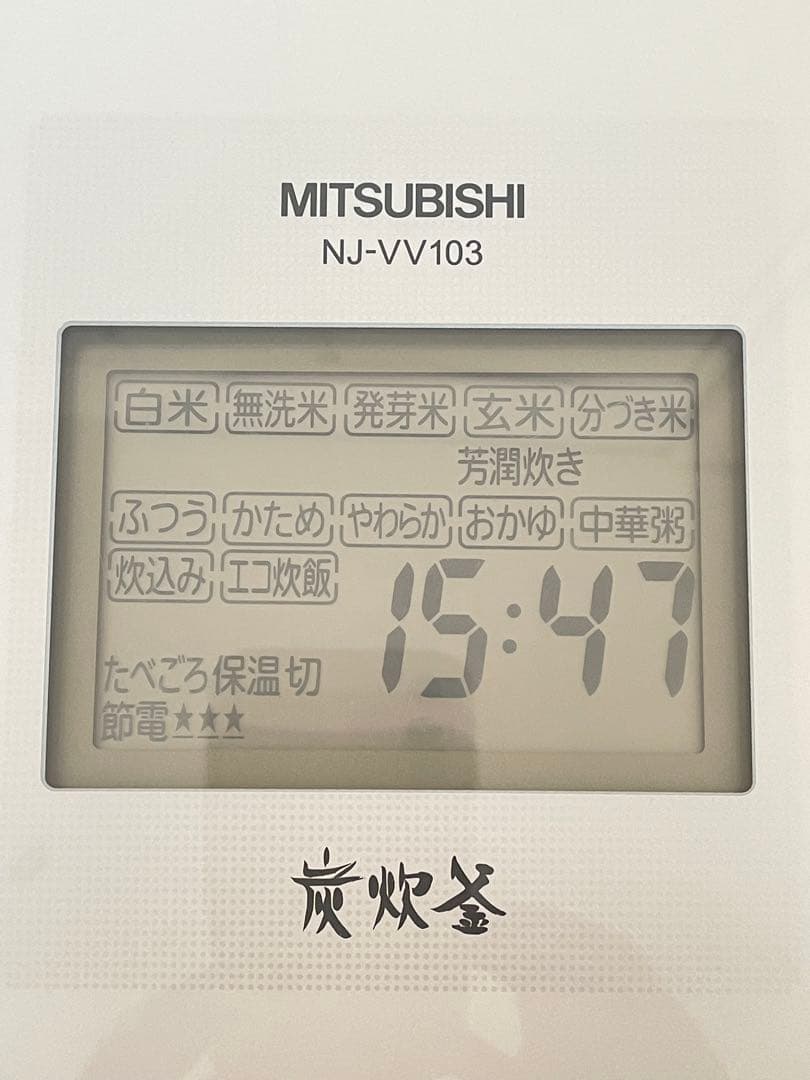 MITSUBISHI
NJ-VV103
白米 無洗米 発芽米 玄米 分づき米
芳潤炊き
ふつう かため やわらか おかゆ 中華粥
炊込み エコ炊飯
15:47
たべごろ 保温 切
節電★★★
炭炊釜